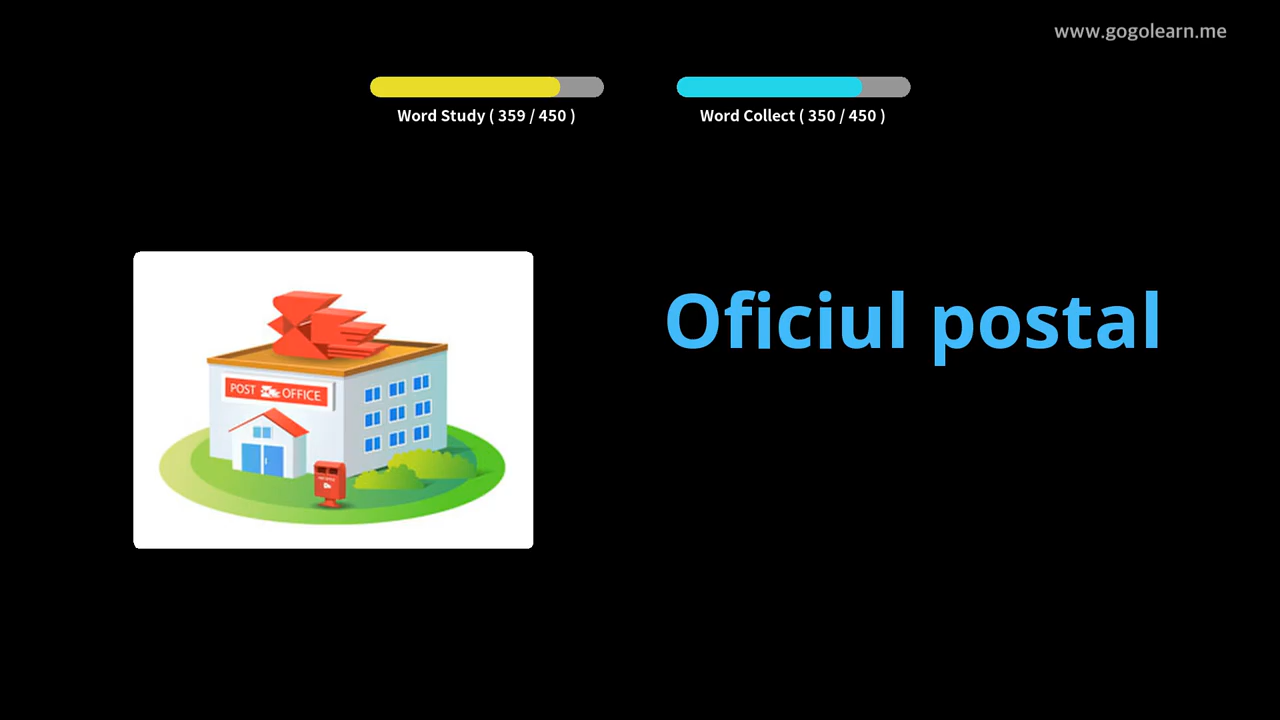 www.gogolearn.me
Word Study ( 359 / 450 )
Word Collect ( 350 / 450 )
Oficiul postal
POST OFFICE